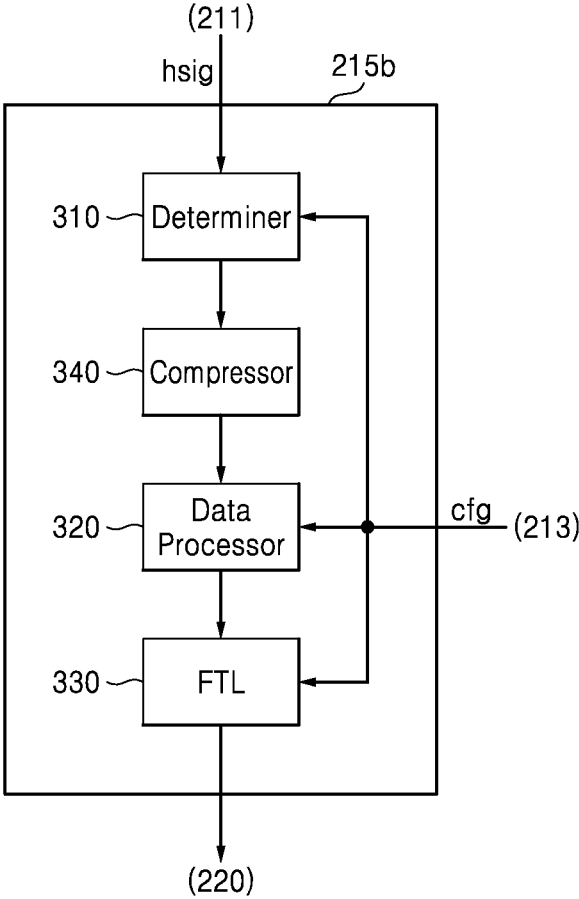 (211)
hsig
215b
310
Determiner
340
Compressor
320
Data
Processor
cfg
(213)
330
FTL
(220)